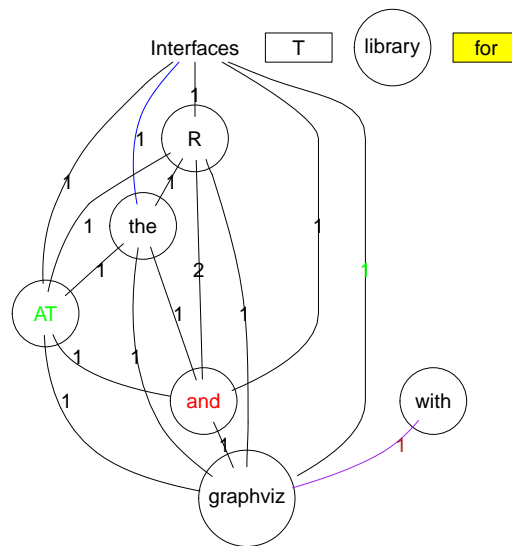 Interfaces T library for
1
R
1 1
1 1
the
1 2 1
1
AT
1 1 1
1 1
1
and with
1 1
graphviz